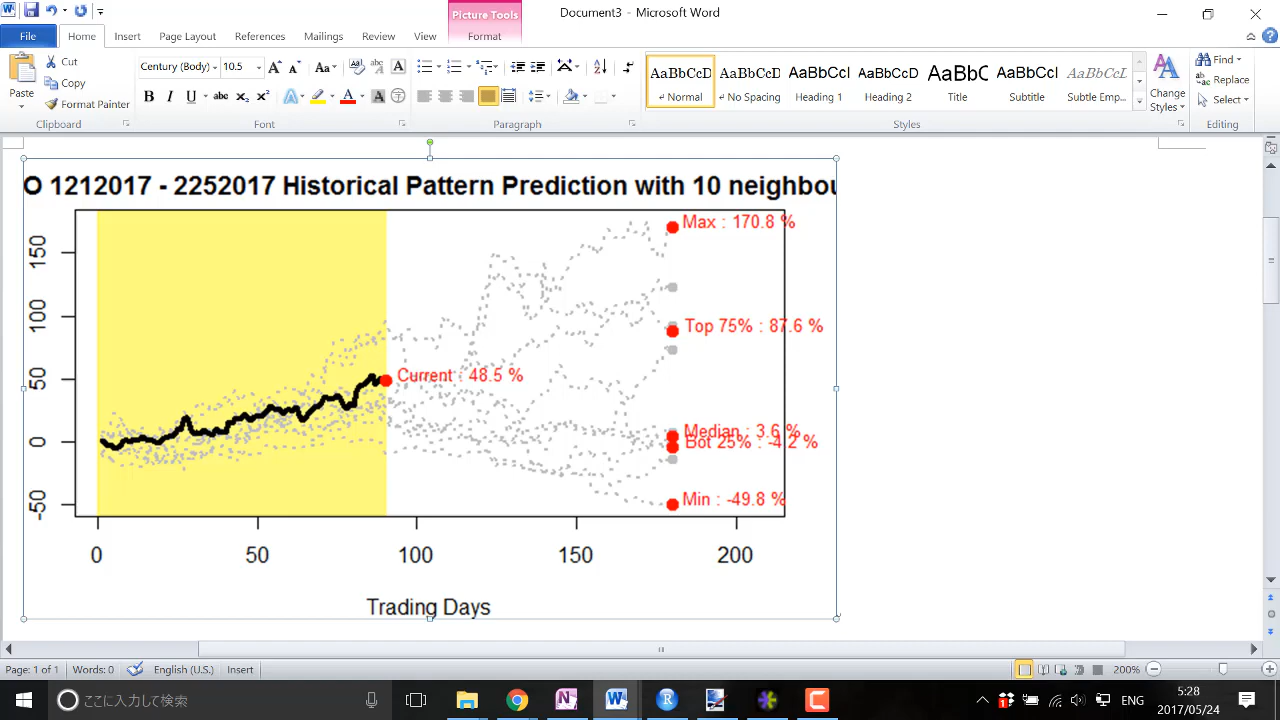 Picture Tools
Document3 - Microsoft Word
File Home Insert Page Layout References Mailings Review View Format
Cut
Copy
Format Painter
Paste
Clipboard
Century (Body) 10.5
Font
Paragraph
AaBbCcD AaBbCcD AaBbCcI AaBbCcD AaBbC AaBbCcI AaBbCcD
Normal No Spacing Heading 1 Heading 2 Title Subtitle Subtle Emp...
Change Styles
Styles
Find
Replace
Select
Editing
O 1212017 - 2252017 Historical Pattern Prediction with 10 neighbou
150
100
50
0
-50
Max : 170.8 %
Top 75% : 87.6 %
Current : 48.5 %
Median : 3.6 %
Bot 25% : -4.2 %
Min : -49.8 %
0 50 100 150 200
Trading Days
Page: 1 of 1 Words: 0 English (U.S.) Insert 200%
ここに入力して検索
ENG
5:28
2017/05/24